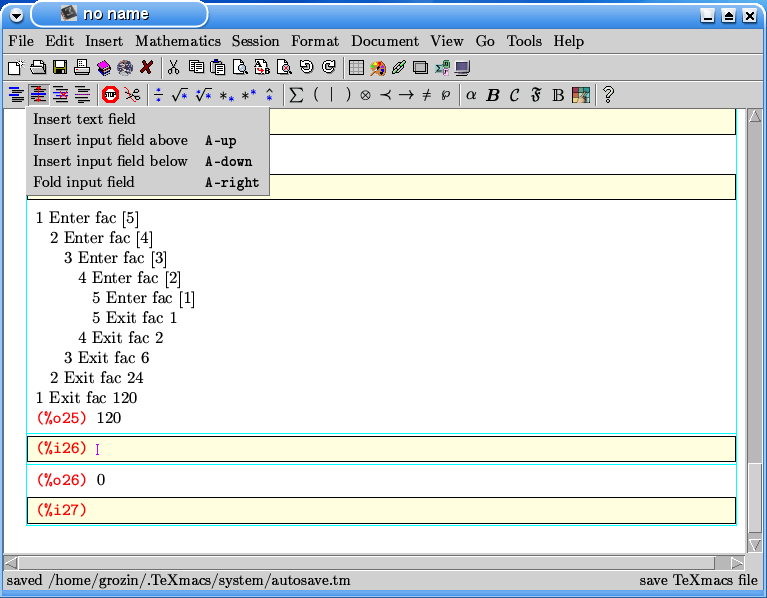 no name
File Edit Insert Mathematics Session Format Document View Go Tools Help
Insert text field
Insert input field above A-up
Insert input field below A-down
Fold input field A-right
1 Enter fac [5]
2 Enter fac [4]
3 Enter fac [3]
4 Enter fac [2]
5 Enter fac [1]
5 Exit fac 1
4 Exit fac 2
3 Exit fac 6
2 Exit fac 24
1 Exit fac 120
(%o25) 120
(%i26)
(%o26) 0
(%i27)
saved /home/grozin/.TeXmacs/system/autosave.tm save TeXmacs file